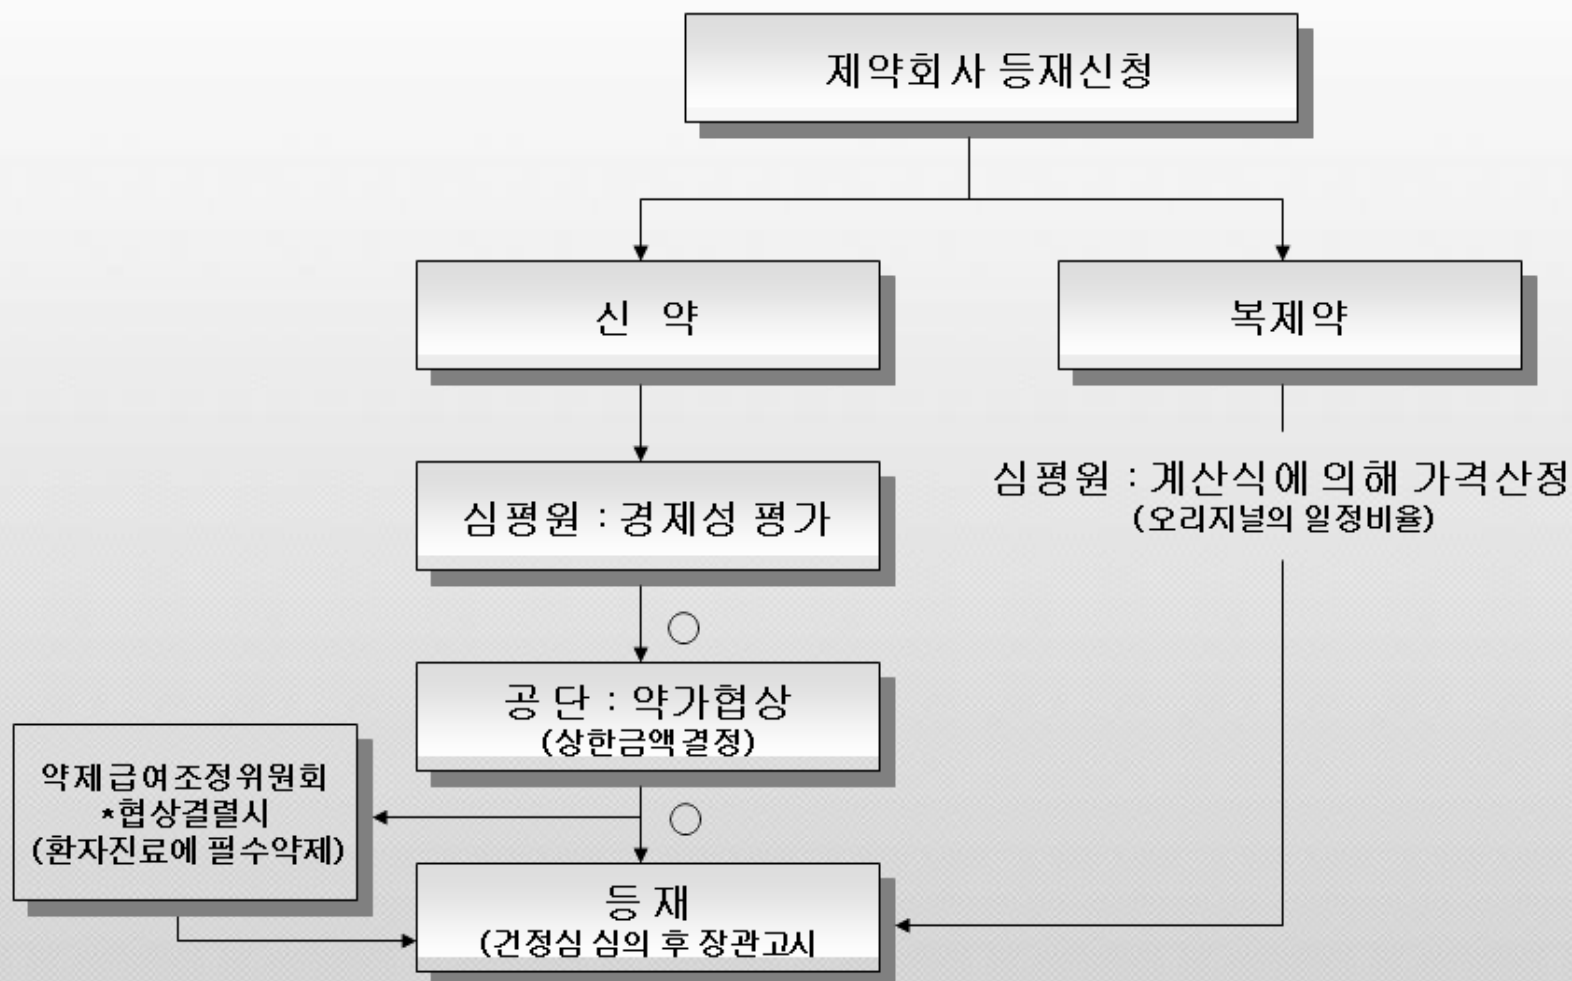 제약회사 등재신청
신 약
복제약
심평원 : 경제성 평가
심평원 : 계산식에 의해 가격산정
(오리지널의 일정비율)
공 단 : 약가협상
(상한금액 결정)
약제급여조정위원회
*협상결렬시
(환자진료에 필수약제)
등 재
(건정심 심의 후 장관고시